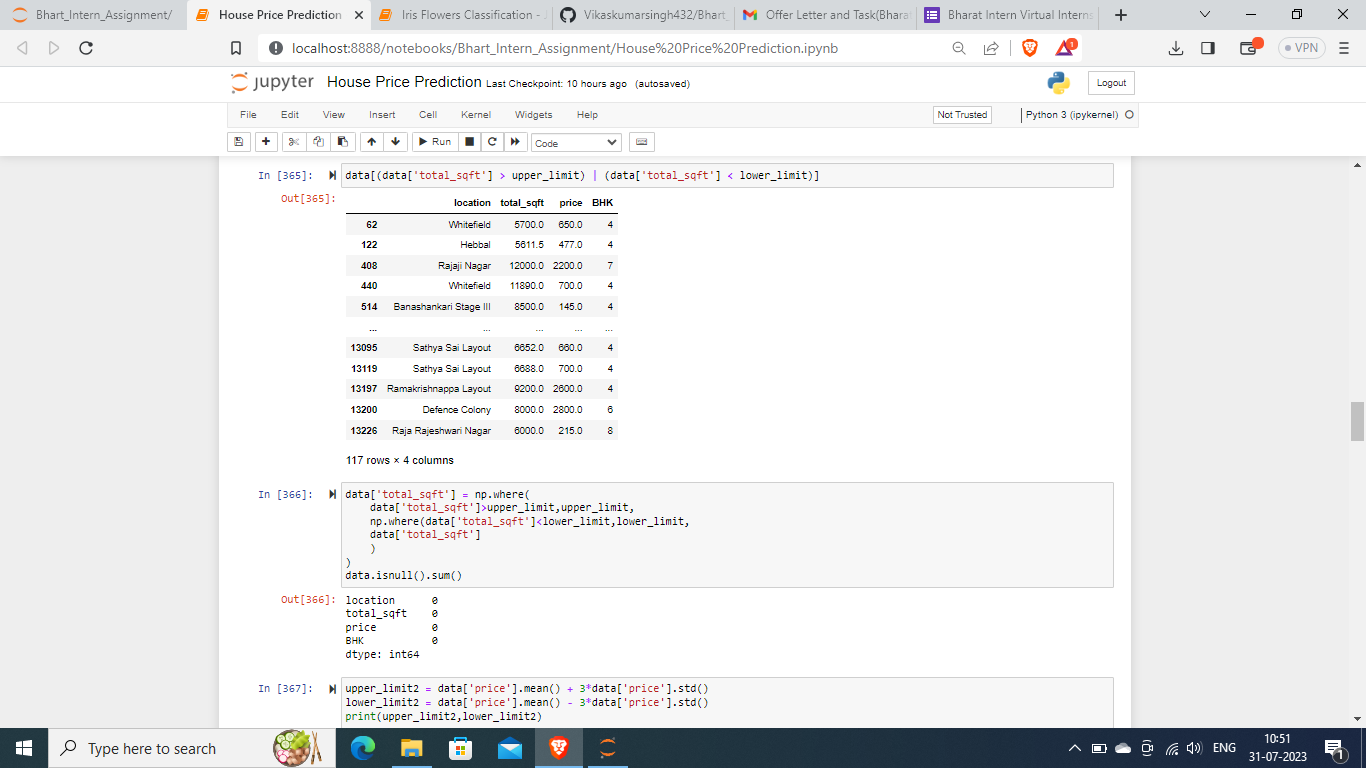 Bhart_Intern_Assignment/
House Price Prediction
Iris Flowers Classification -
Vikaskumarsingh432/Bhart_
Offer Letter and Task(Bhara
Bharat Intern Virtual Interns
localhost:8888/notebooks/Bhart_Intern_Assignment/House%20Price%20Prediction.ipynb
1
VPN
jupyter House Price Prediction Last Checkpoint: 10 hours ago (autosaved)
Logout
File Edit View Insert Cell Kernel Widgets Help
Not Trusted
Python 3 (ipykernel)
Run
Code
In [365]: data[(data['total_sqft'] > upper_limit) | (data['total_sqft'] < lower_limit)]
Out[365]:
location total_sqft price BHK
62 Whitefield 5700.0 650.0 4
122 Hebbal 5611.5 477.0 4
408 Rajaji Nagar 12000.0 2200.0 7
440 Whitefield 11890.0 700.0 4
514 Banashankari Stage III 8500.0 145.0 4
... ... ... ... ...
13095 Sathya Sai Layout 6652.0 660.0 4
13119 Sathya Sai Layout 6688.0 700.0 4
13197 Ramakrishnappa Layout 9200.0 2600.0 4
13200 Defence Colony 8000.0 2800.0 6
13226 Raja Rajeshwari Nagar 6000.0 215.0 8
117 rows × 4 columns
In [366]: data['total_sqft'] = np.where(
data['total_sqft']>upper_limit,upper_limit,
np.where(data['total_sqft']<lower_limit,lower_limit,
data['total_sqft']
)
)
data.isnull().sum()
Out[366]: location 0
total_sqft 0
price 0
BHK 0
dtype: int64
In [367]: upper_limit2 = data['price'].mean() + 3*data['price'].std()
lower_limit2 = data['price'].mean() - 3*data['price'].std()
print(upper_limit2,lower_limit2)
Type here to search
ENG
10:51
31-07-2023
1